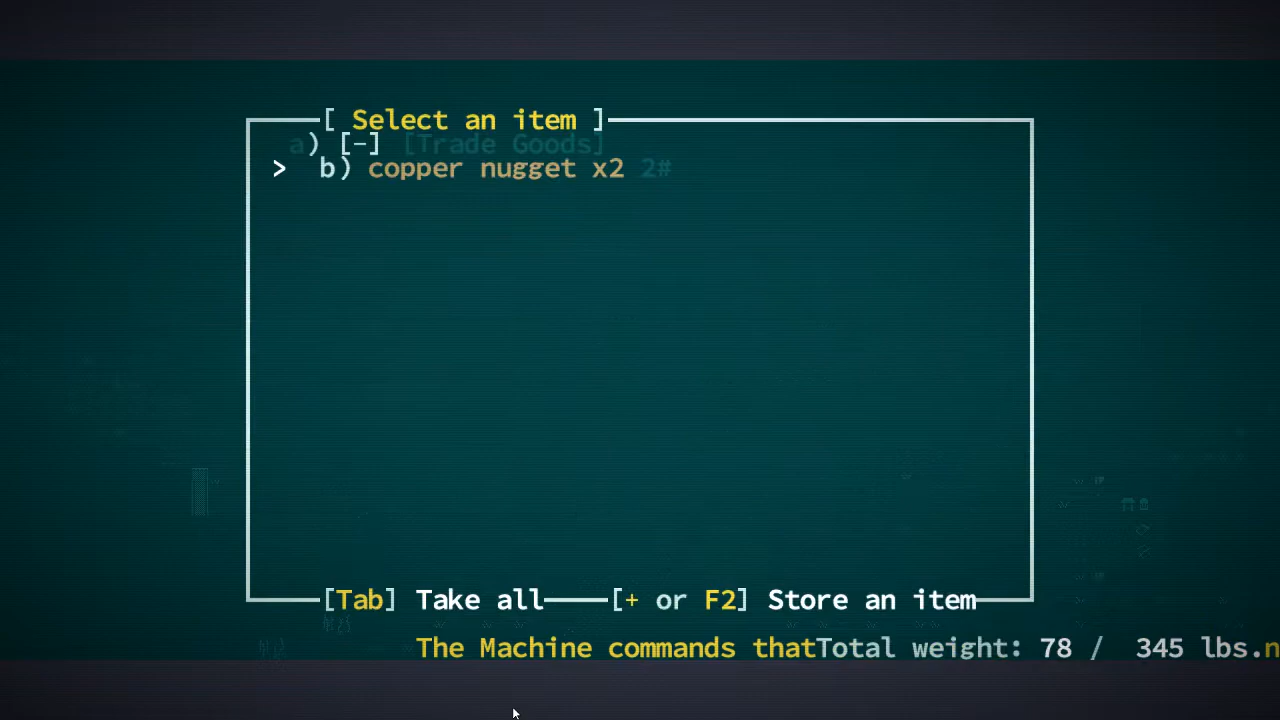 [ Select an item ]
a) [-] [Trade Goods]
> b) copper nugget x2 2#
[Tab] Take all [+ or F2] Store an item
The Machine commands thatTotal weight: 78 / 345 lbs.n